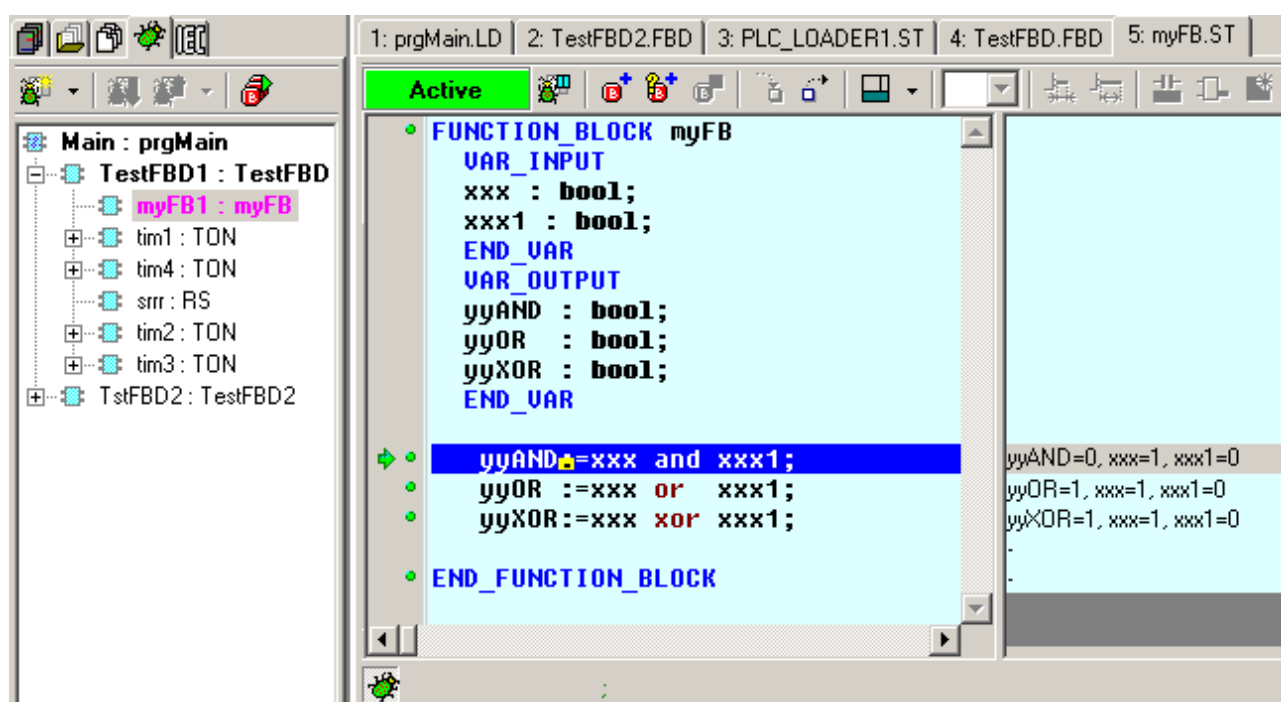 1: prgMain.LD
2: TestFBD2.FBD
3: PLC_LOADER1.ST
4: TestFBD.FBD
5: myFB.ST
Active
Main : prgMain
TestFBD1 : TestFBD
myFB1 : myFB
tim1 : TON
tim4 : TON
srrr : RS
tim2 : TON
tim3 : TON
TstFBD2 : TestFBD2
FUNCTION_BLOCK myFB
VAR_INPUT
xxx : bool;
xxx1 : bool;
END_VAR
VAR_OUTPUT
yyAND : bool;
yyOR : bool;
yyXOR : bool;
END_VAR
yyAND:=xxx and xxx1;
yyOR :=xxx or xxx1;
yyXOR:=xxx xor xxx1;
END_FUNCTION_BLOCK
yyAND=0, xxx=1, xxx1=0
yyOR=1, xxx=1, xxx1=0
yyXOR=1, xxx=1, xxx1=0
-
-
;